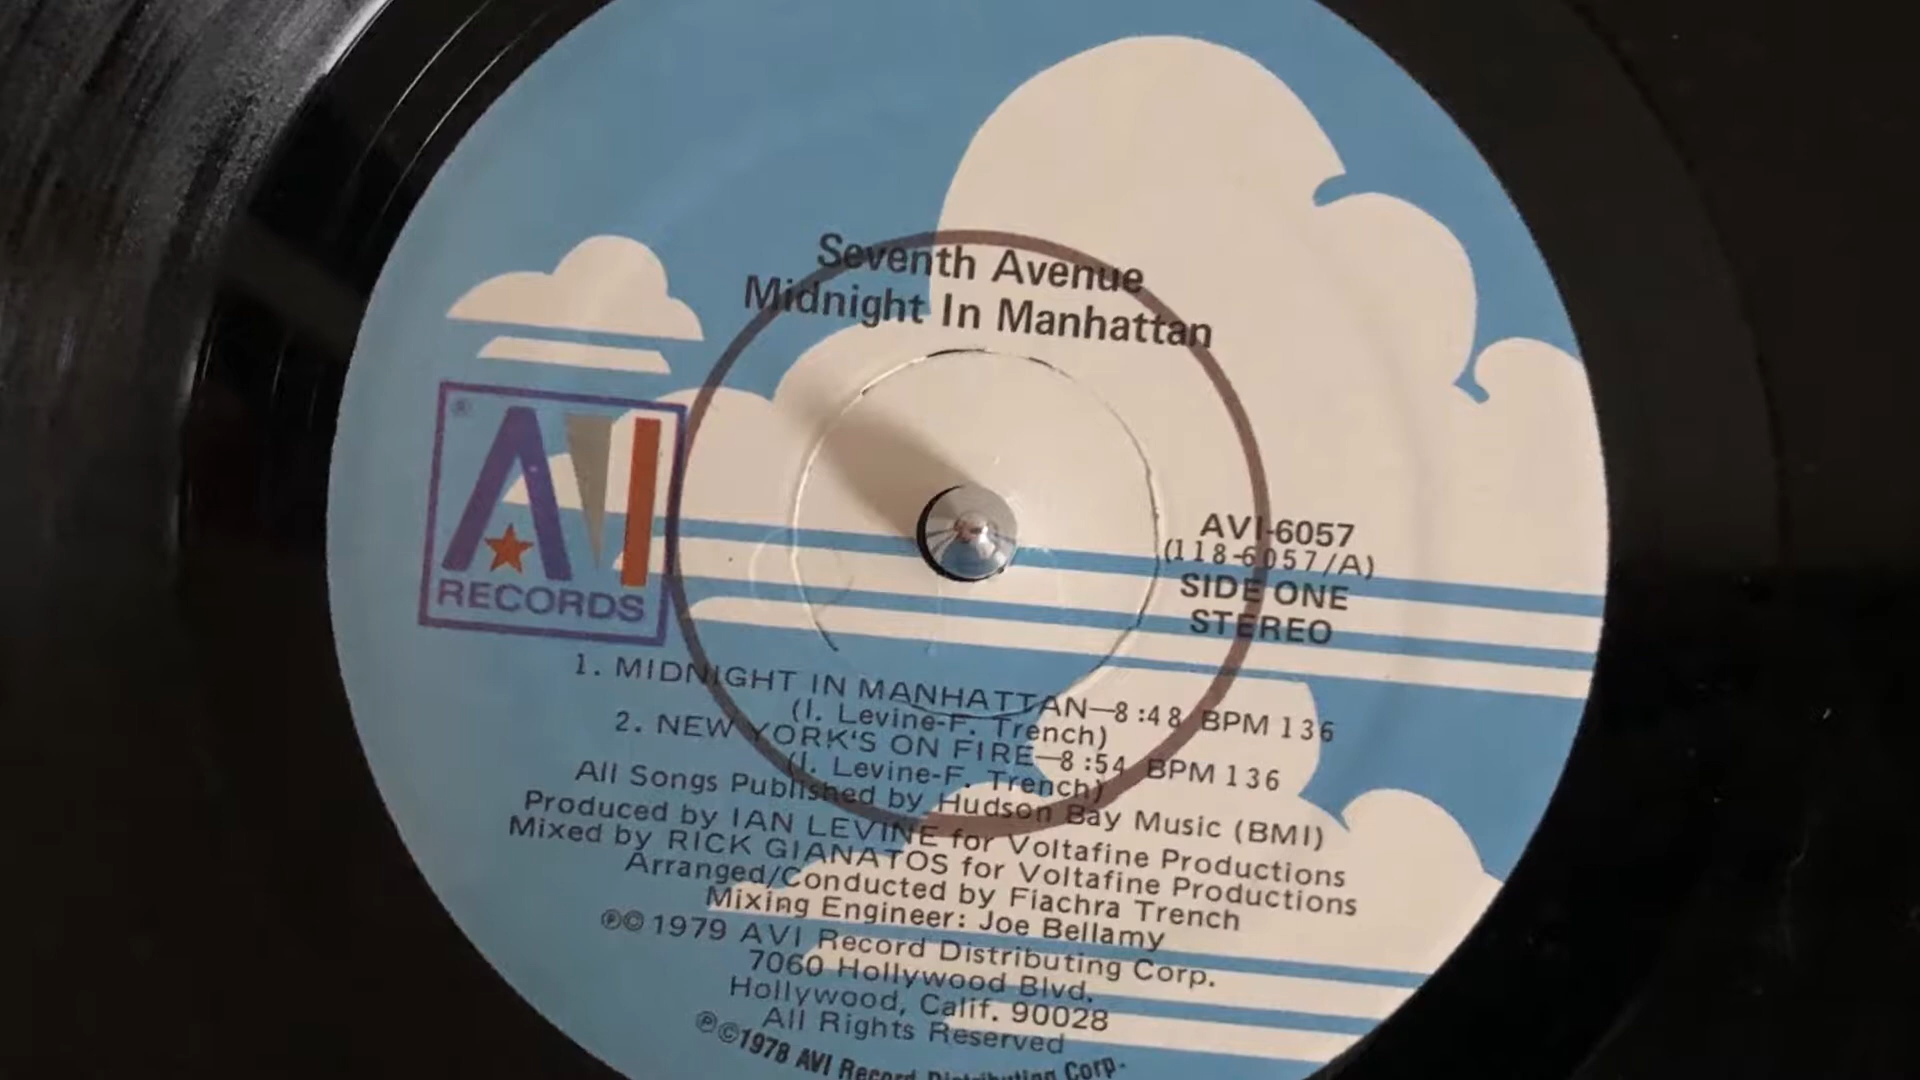 Seventh Avenue
Midnight In Manhattan
® AVI
RECORDS
AVI-6057
(118-6057/A)
SIDE ONE
STEREO
1. MIDNIGHT IN MANHATTAN—8:48 BPM 136
(I. Levine-F. Trench)
2. NEW YORK'S ON FIRE—8:54 BPM 136
(I. Levine-F. Trench)
All Songs Published by Hudson Bay Music (BMI)
Produced by IAN LEVINE for Voltafine Productions
Mixed by RICK GIANATOS for Voltafine Productions
Arranged/Conducted by Fiachra Trench
Mixing Engineer: Joe Bellamy
℗© 1979 AVI Record Distributing Corp.
7060 Hollywood Blvd.
Hollywood, Calif. 90028
All Rights Reserved
℗©1978 AVI Record Distributing Corp.